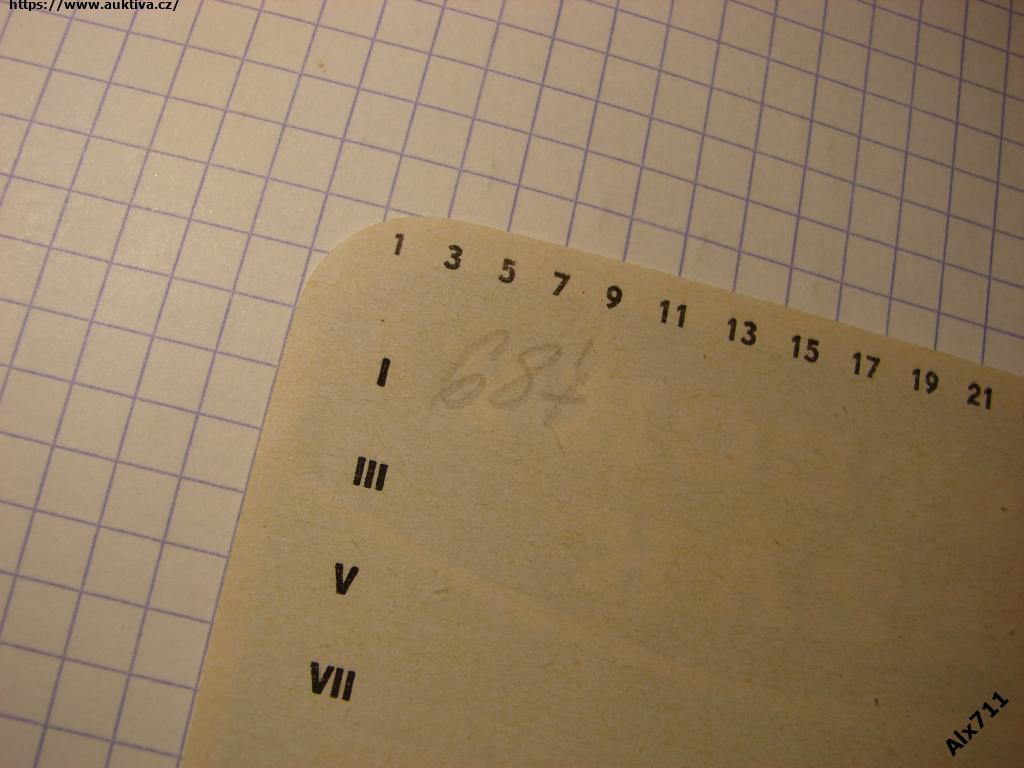 https://www.auktiva.cz/
1 3 5 7 9 11 13 15 17 19 21
I 684
III
V
VII
Alx711